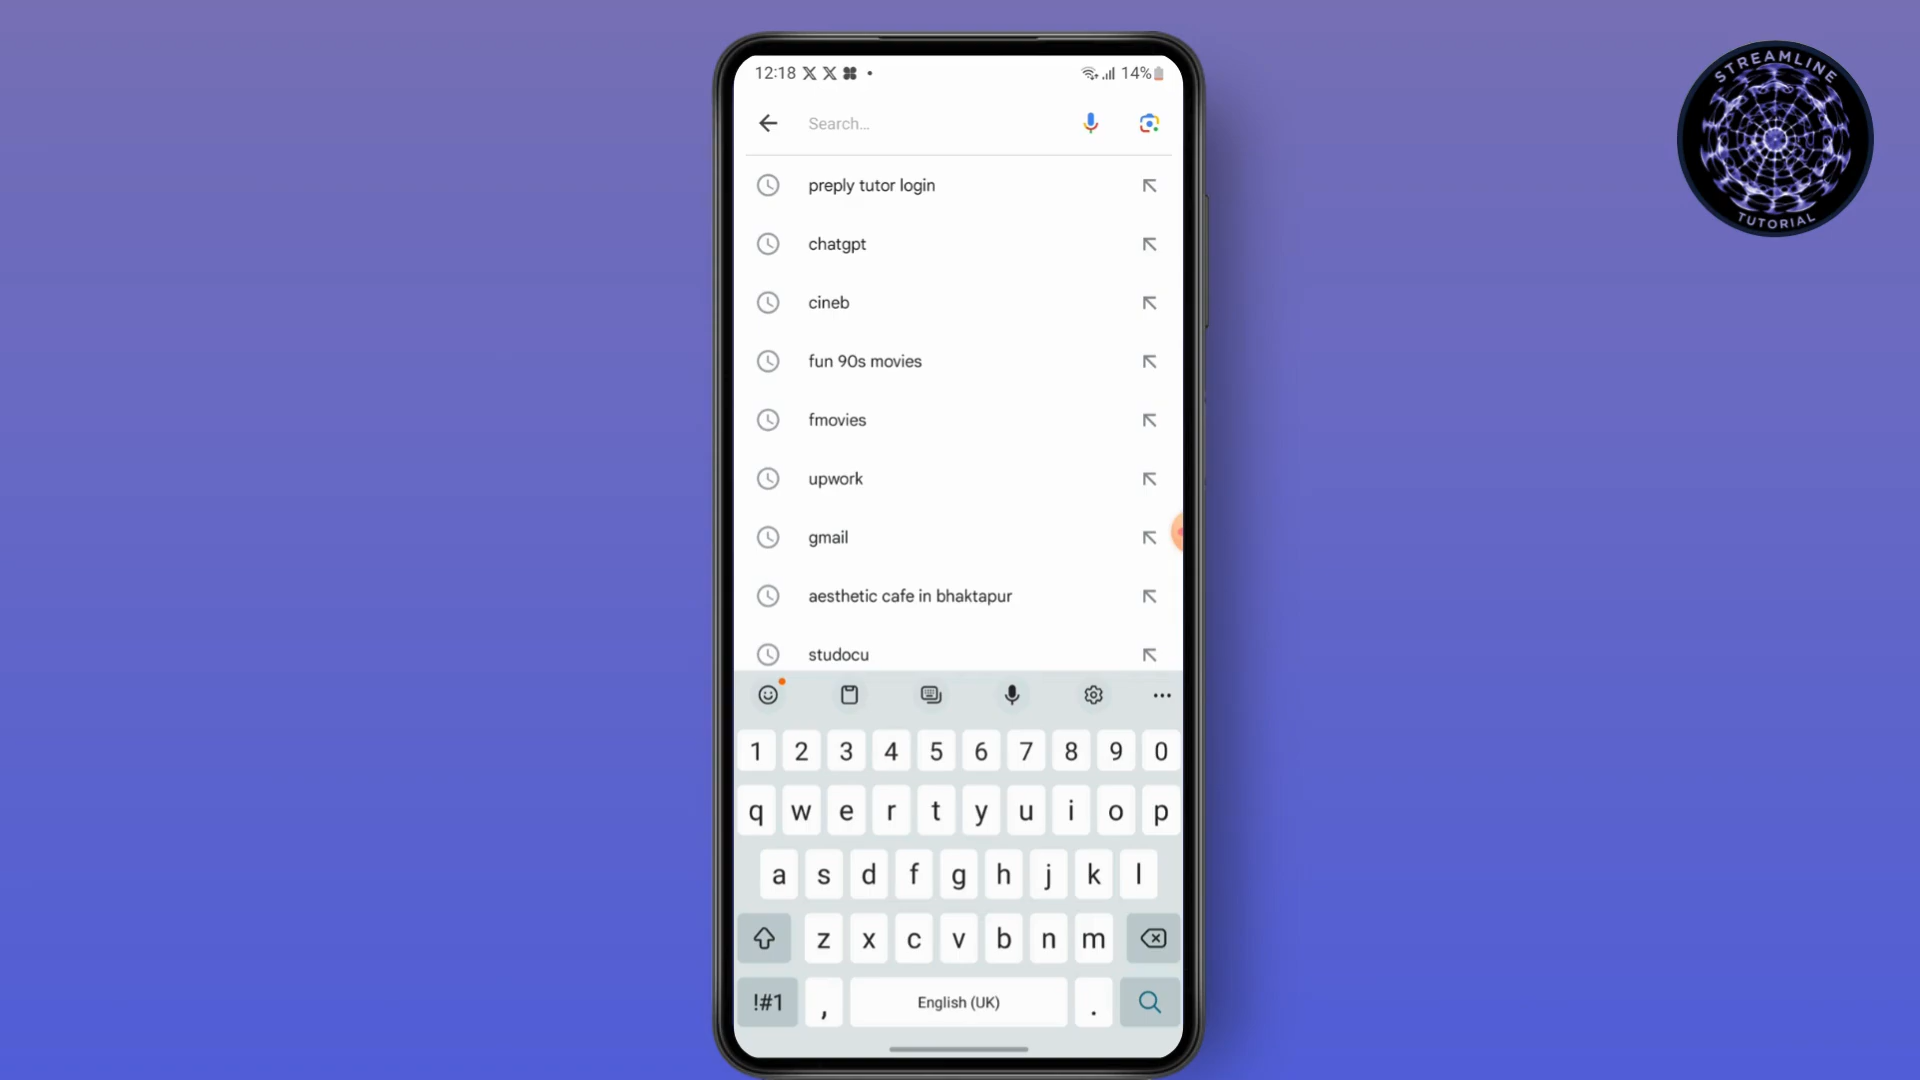 12:18
14%
Search...
preply tutor login
chatgpt
cineb
fun 90s movies
fmovies
upwork
gmail
aesthetic cafe in bhaktapur
studocu
1 2 3 4 5 6 7 8 9 0
q w e r t y u i o p
a s d f g h j k l
z x c v b n m
!#1 , English (UK) .
STREAMLINE
TUTORIAL